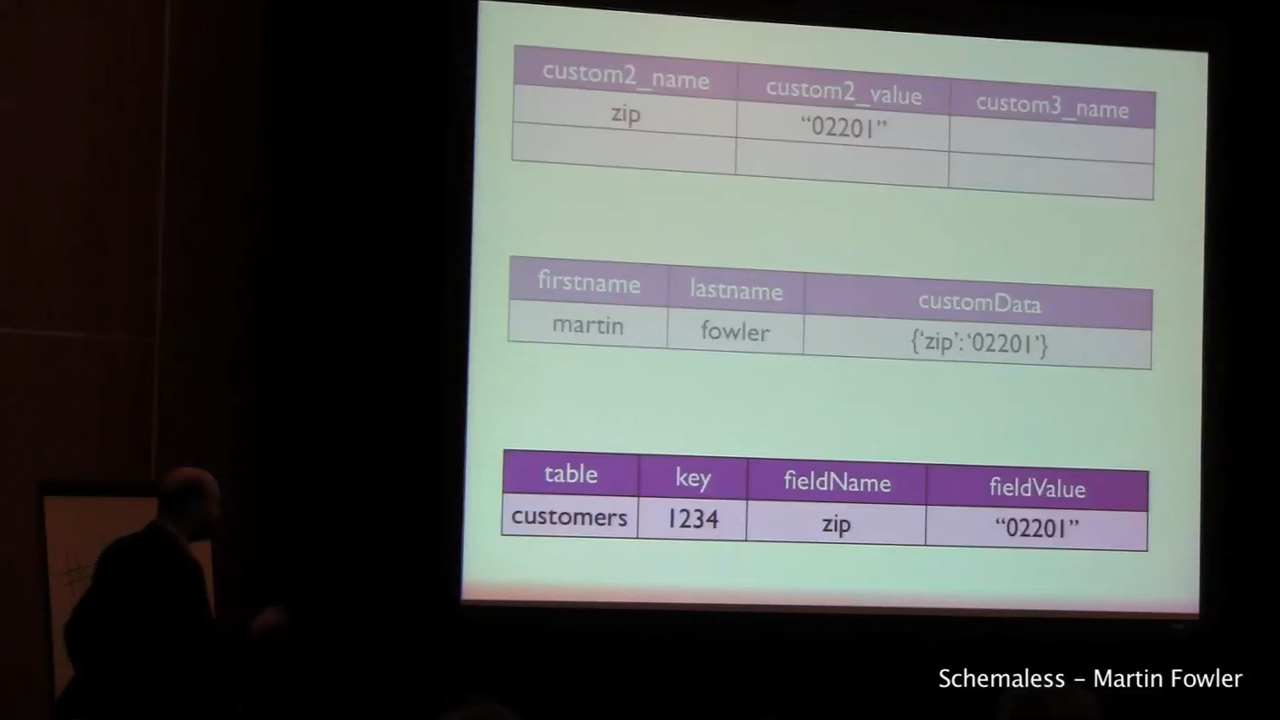 custom2_name custom2_value custom3_name
zip “02201”
firstname lastname customData
martin fowler {‘zip’:‘02201’}
table key fieldName fieldValue
customers 1234 zip “02201”
Schemaless – Martin Fowler